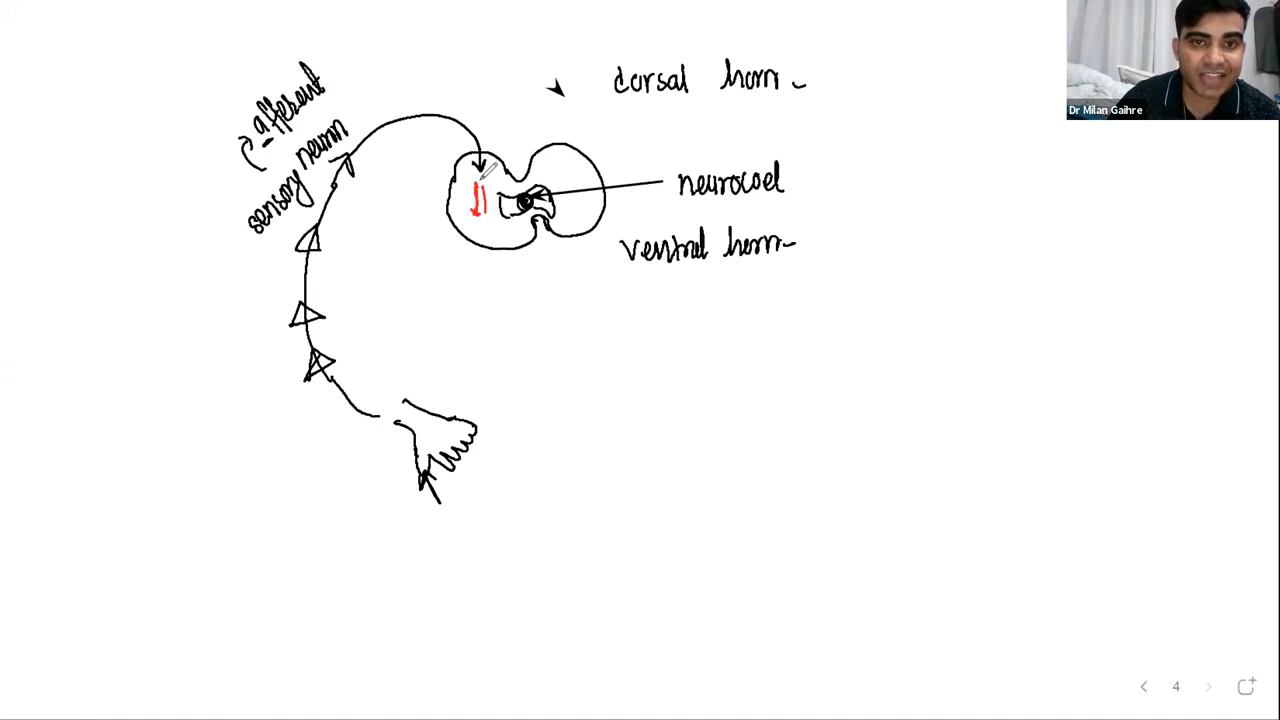 afferent
sensory neuron
dorsal horn -
neurocoel
ventral horn -
Dr Milan Gaihre
4